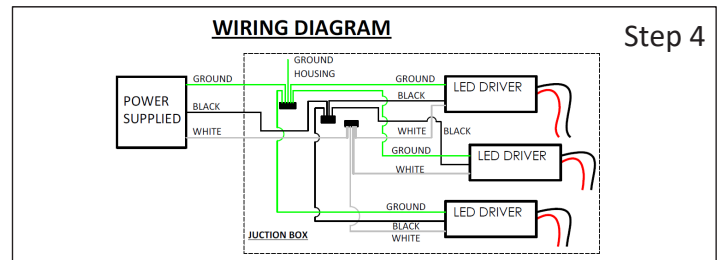 WIRING DIAGRAM
Step 4
GROUND
HOUSING
GROUND
GROUND
LED DRIVER
BLACK
POWER
SUPPLIED
BLACK
WHITE
WHITE
BLACK
GROUND
LED DRIVER
WHITE
GROUND
LED DRIVER
BLACK
WHITE
JUCTION BOX